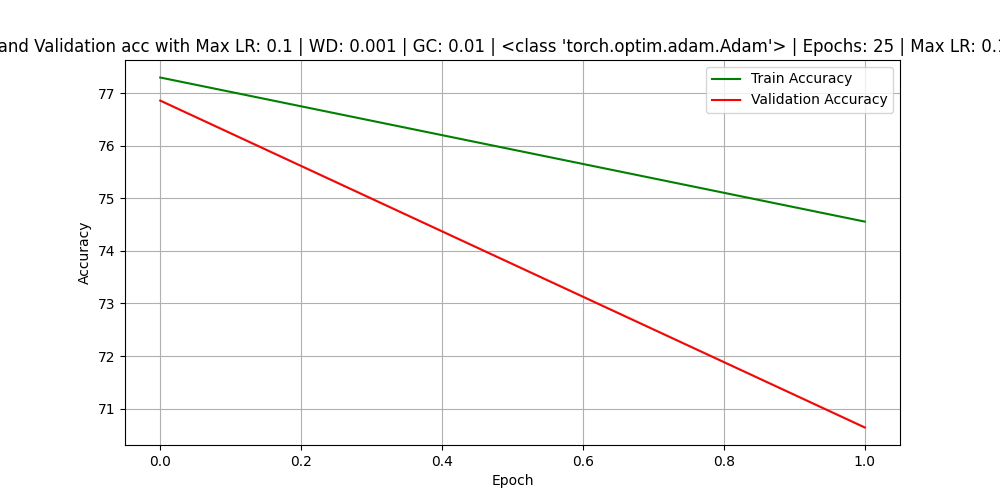 and Validation acc with Max LR: 0.1 | WD: 0.001 | GC: 0.01 | <class 'torch.optim.adam.Adam'> | Epochs: 25 | Max LR: 0.1
Train Accuracy
Validation Accuracy
77
76
75
74
73
72
71
Accuracy
0.0 0.2 0.4 0.6 0.8 1.0
Epoch